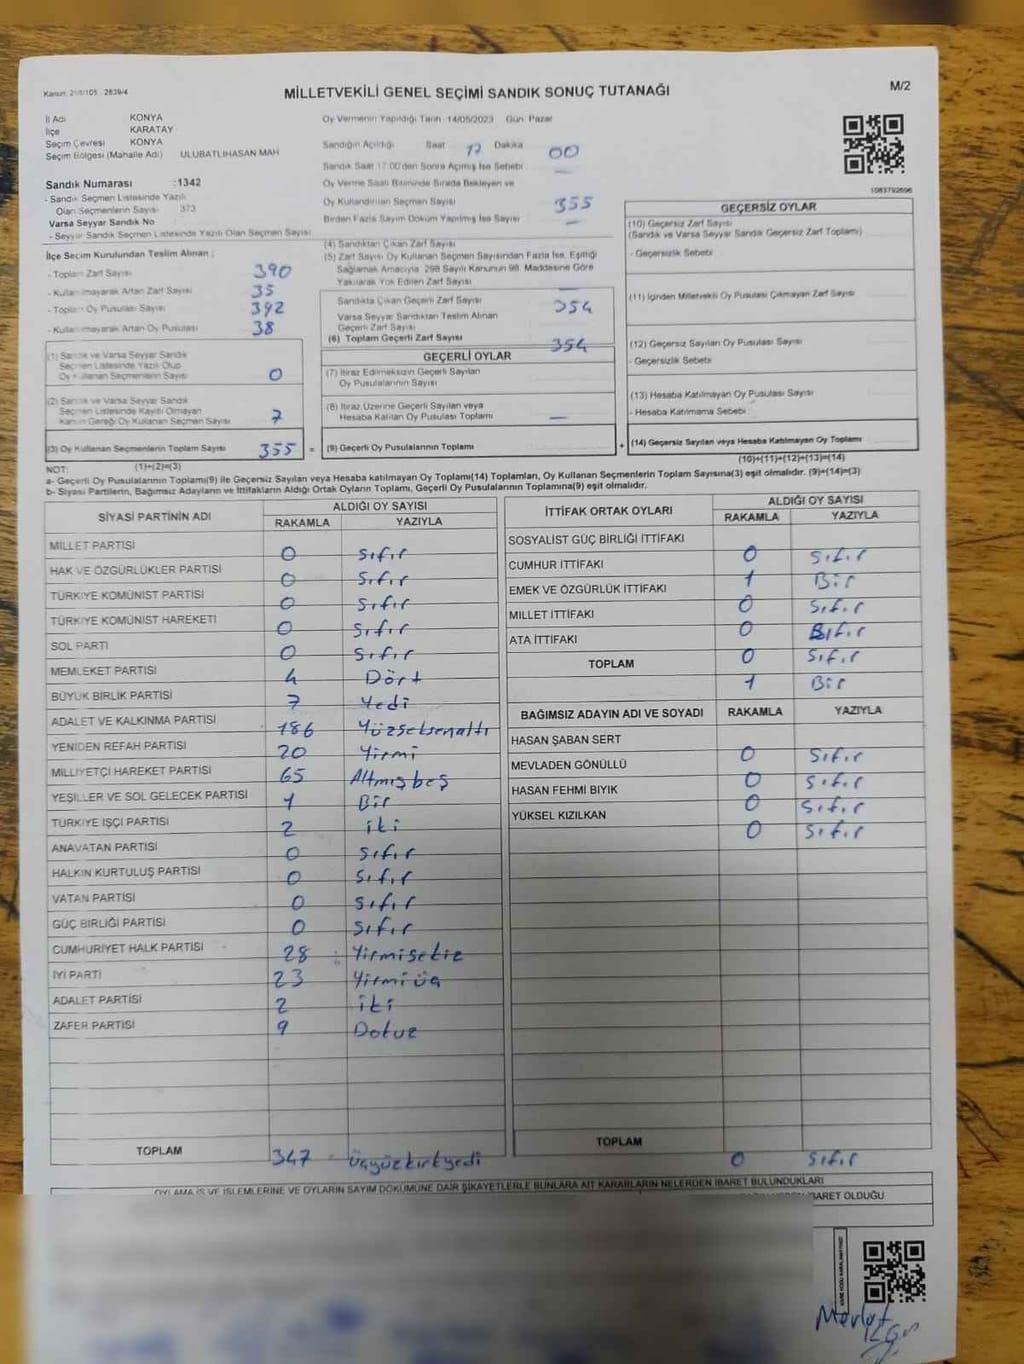 Kanun: 298/105 2839/4
MİLLETVEKİLİ GENEL SEÇİMİ SANDIK SONUÇ TUTANAĞI
M/2
İl Adı KONYA
İlçe KARATAY
Seçim Çevresi KONYA
Seçim Bölgesi (Mahalle Adı) ULUBATLIHASAN MAH
Sandık Numarası :1342
- Sandık Seçmen Listesinde Yazılı
Olan Seçmenlerin Sayısı 373
Varsa Seyyar Sandık No
- Seyyar Sandık Seçmen Listesinde Yazılı Olan Seçmen Sayısı
Oy Vermenin Yapıldığı Tarih :14/05/2023 Gün Pazar
Sandığın Açıldığı Saat 17 Dakika 00
Sandık Saat 17:00'den Sonra Açılmış İse Sebebi —
Oy Verme Saati Bitiminde Sırada Bekleyen ve
Oy Kullandırılan Seçmen Sayısı 355
Birden Fazla Sayım Döküm Yapılmış İse Sayısı —
1083792696
İlçe Seçim Kurulundan Teslim Alınan :
- Toplam Zarf Sayısı 390
- Kullanılmayarak Artan Zarf Sayısı 35
- Toplam Oy Pusulası Sayısı 392
- Kullanılmayarak Artan Oy Pusulası 38
(1) Sandık ve Varsa Seyyar Sandık
Seçmen Listesinde Yazılı Olup
Oy Kullanan Seçmenlerin Sayısı 0
(2) Sandık ve Varsa Seyyar Sandık
Seçmen Listesinde Kayıtlı Olmayan
Kanun Gereği Oy Kullanan Seçmen Sayısı 7
(3) Oy Kullanan Seçmenlerin Toplam Sayısı 355 =
(1)+(2)=(3)
(4) Sandıktan Çıkan Zarf Sayısı
(5) Zarf Sayısı Oy Kullanan Seçmen Sayısından Fazla İse, Eşitliği
Sağlamak Amacıyla 298 Sayılı Kanunun 98. Maddesine Göre
Yakılarak Yok Edilen Zarf Sayısı —
Sandıkta Çıkan Geçerli Zarf Sayısı 354
Varsa Seyyar Sandıktan Teslim Alınan
Geçerli Zarf Sayısı
(6) Toplam Geçerli Zarf Sayısı 354
GEÇERLİ OYLAR
(7) İtiraz Edilmeksizin Geçerli Sayılan
Oy Pusulalarının Sayısı
(8) İtiraz Üzerine Geçerli Sayılan veya
Hesaba Katılan Oy Pusulası Toplamı —
(9) Geçerli Oy Pusulalarının Toplamı +
GEÇERSİZ OYLAR
(10) Geçersiz Zarf Sayısı
(Sandık ve Varsa Seyyar Sandık Geçersiz Zarf Toplamı)
- Geçersizlik Sebebi
(11) İçinden Milletvekili Oy Pusulası Çıkmayan Zarf Sayısı
(12) Geçersiz Sayılan Oy Pusulası Sayısı
- Geçersizlik Sebebi
(13) Hesaba Katılmayan Oy Pusulası Sayısı
- Hesaba Katılmama Sebebi
(14) Geçersiz Sayılan veya Hesaba Katılmayan Oy Toplamı
(10)+(11)+(12)+(13)=(14)
NOT:
a- Geçerli Oy Pusulalarının Toplamı(9) ile Geçersiz Sayılan veya Hesaba katılmayan Oy Toplamı(14) Toplamları, Oy Kullanan Seçmenlerin Toplam Sayısına(3) eşit olmalıdır. (9)+(14)=(3)
b- Siyasi Partilerin, Bağımsız Adayların ve İttifakların Aldığı Ortak Oyların Toplamı, Geçerli Oy Pusulalarının Toplamına(9) eşit olmalıdır.
SİYASİ PARTİNİN ADI ALDIĞI OY SAYISI
RAKAMLA YAZIYLA
MİLLET PARTİSİ 0 Sıfır
HAK VE ÖZGÜRLÜKLER PARTİSİ 0 Sıfır
TÜRKİYE KOMÜNİST PARTİSİ 0 Sıfır
TÜRKİYE KOMÜNİST HAREKETİ 0 Sıfır
SOL PARTİ 0 Sıfır
MEMLEKET PARTİSİ 4 Dört
BÜYÜK BİRLİK PARTİSİ 7 Yedi
ADALET VE KALKINMA PARTİSİ 186 Yüzseksenaltı
YENİDEN REFAH PARTİSİ 20 Yirmi
MİLLİYETÇİ HAREKET PARTİSİ 65 Altmışbeş
YEŞİLLER VE SOL GELECEK PARTİSİ 1 Bir
TÜRKİYE İŞÇİ PARTİSİ 2 iki
ANAVATAN PARTİSİ 0 Sıfır
HALKIN KURTULUŞ PARTİSİ 0 Sıfır
VATAN PARTİSİ 0 Sıfır
GÜÇ BİRLİĞİ PARTİSİ 0 Sıfır
CUMHURİYET HALK PARTİSİ 28 Yirmisekiz
İYİ PARTİ 23 Yirmiüç
ADALET PARTİSİ 2 iki
ZAFER PARTİSİ 9 Dokuz
TOPLAM 347 Üçyüzkırkyedi
İTTİFAK ORTAK OYLARI ALDIĞI OY SAYISI
RAKAMLA YAZIYLA
SOSYALİST GÜÇ BİRLİĞİ İTTİFAKI 0 Sıfır
CUMHUR İTTİFAKI 1 Bir
EMEK VE ÖZGÜRLÜK İTTİFAKI 0 Sıfır
MİLLET İTTİFAKI 0 Sıfır
ATA İTTİFAKI 0 Sıfır
TOPLAM 1 Bir
BAĞIMSIZ ADAYIN ADI VE SOYADI RAKAMLA YAZIYLA
HASAN ŞABAN SERT 0 Sıfır
MEVLADEN GÖNÜLLÜ 0 Sıfır
HASAN FEHMİ BIYIK 0 Sıfır
YÜKSEL KIZILKAN 0 Sıfır
TOPLAM 0 Sıfır
OYLAMA İŞ VE İŞLEMLERİNE VE OYLARIN SAYIM DÖKÜMÜNE DAİR ŞİKAYETLERLE BUNLARA AİT KARARLARIN NELERDEN İBARET BULUNDUKLARI
İBARET OLDUĞU